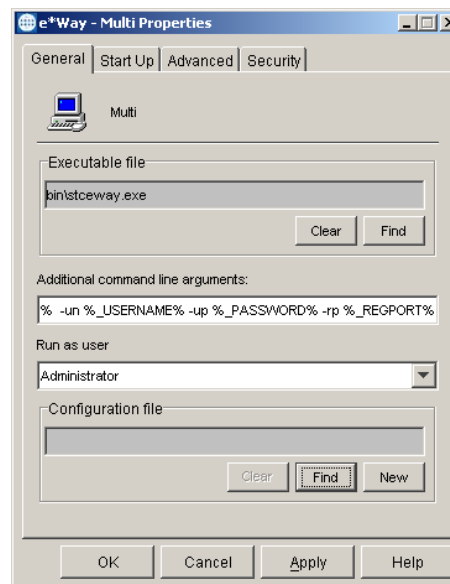 e*Way - Multi Properties
General Start Up Advanced Security
Multi
Executable file
bin\stceway.exe
Clear Find
Additional command line arguments:
% -un %_USERNAME% -up %_PASSWORD% -rp %_REGPORT%
Run as user
Administrator
Configuration file
Clear Find New
OK Cancel Apply Help